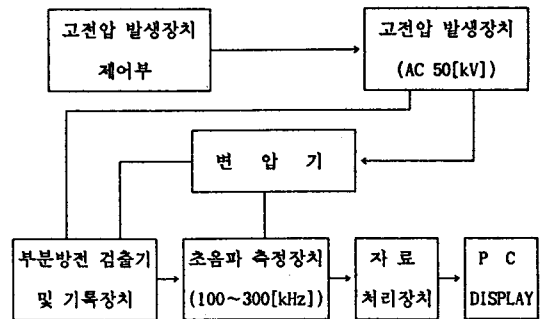 고전압 발생장치
제어부
고전압 발생장치
(AC 50[kV])
변 압 기
부분방전 검출기
및 기록장치
초음파 측정장치
(100~300[kHz])
자 료
처리장치
P C
DISPLAY